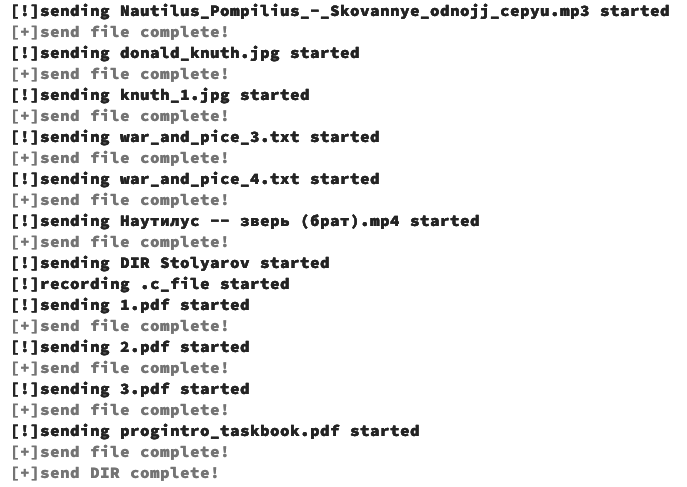 [!]sending Nautilus_Pompilius_-_Skovannye_odnojj_cepyu.mp3 started
[+]send file complete!
[!]sending donald_knuth.jpg started
[+]send file complete!
[!]sending knuth_1.jpg started
[+]send file complete!
[!]sending war_and_pice_3.txt started
[+]send file complete!
[!]sending war_and_pice_4.txt started
[+]send file complete!
[!]sending Наутилус -- зверь (брат).mp4 started
[+]send file complete!
[!]sending DIR Stolyarov started
[!]recording .c_file started
[!]sending 1.pdf started
[+]send file complete!
[!]sending 2.pdf started
[+]send file complete!
[!]sending 3.pdf started
[+]send file complete!
[!]sending progintro_taskbook.pdf started
[+]send file complete!
[+]send DIR complete!